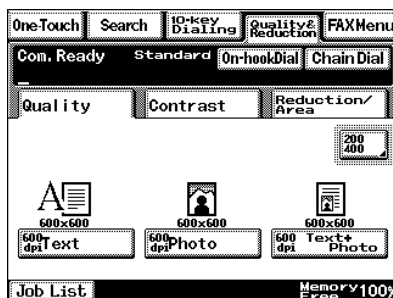 One-Touch Search 10-key Dialing Quality& Reduction FAXMenu
Com. Ready Standard On-hookDial Chain Dial
Quality Contrast Reduction/ Area
200 400
600x600 600x600 600x600
600 dpi Text 600 dpi Photo 600 dpi Text+ Photo
Job List Memory Free 100%